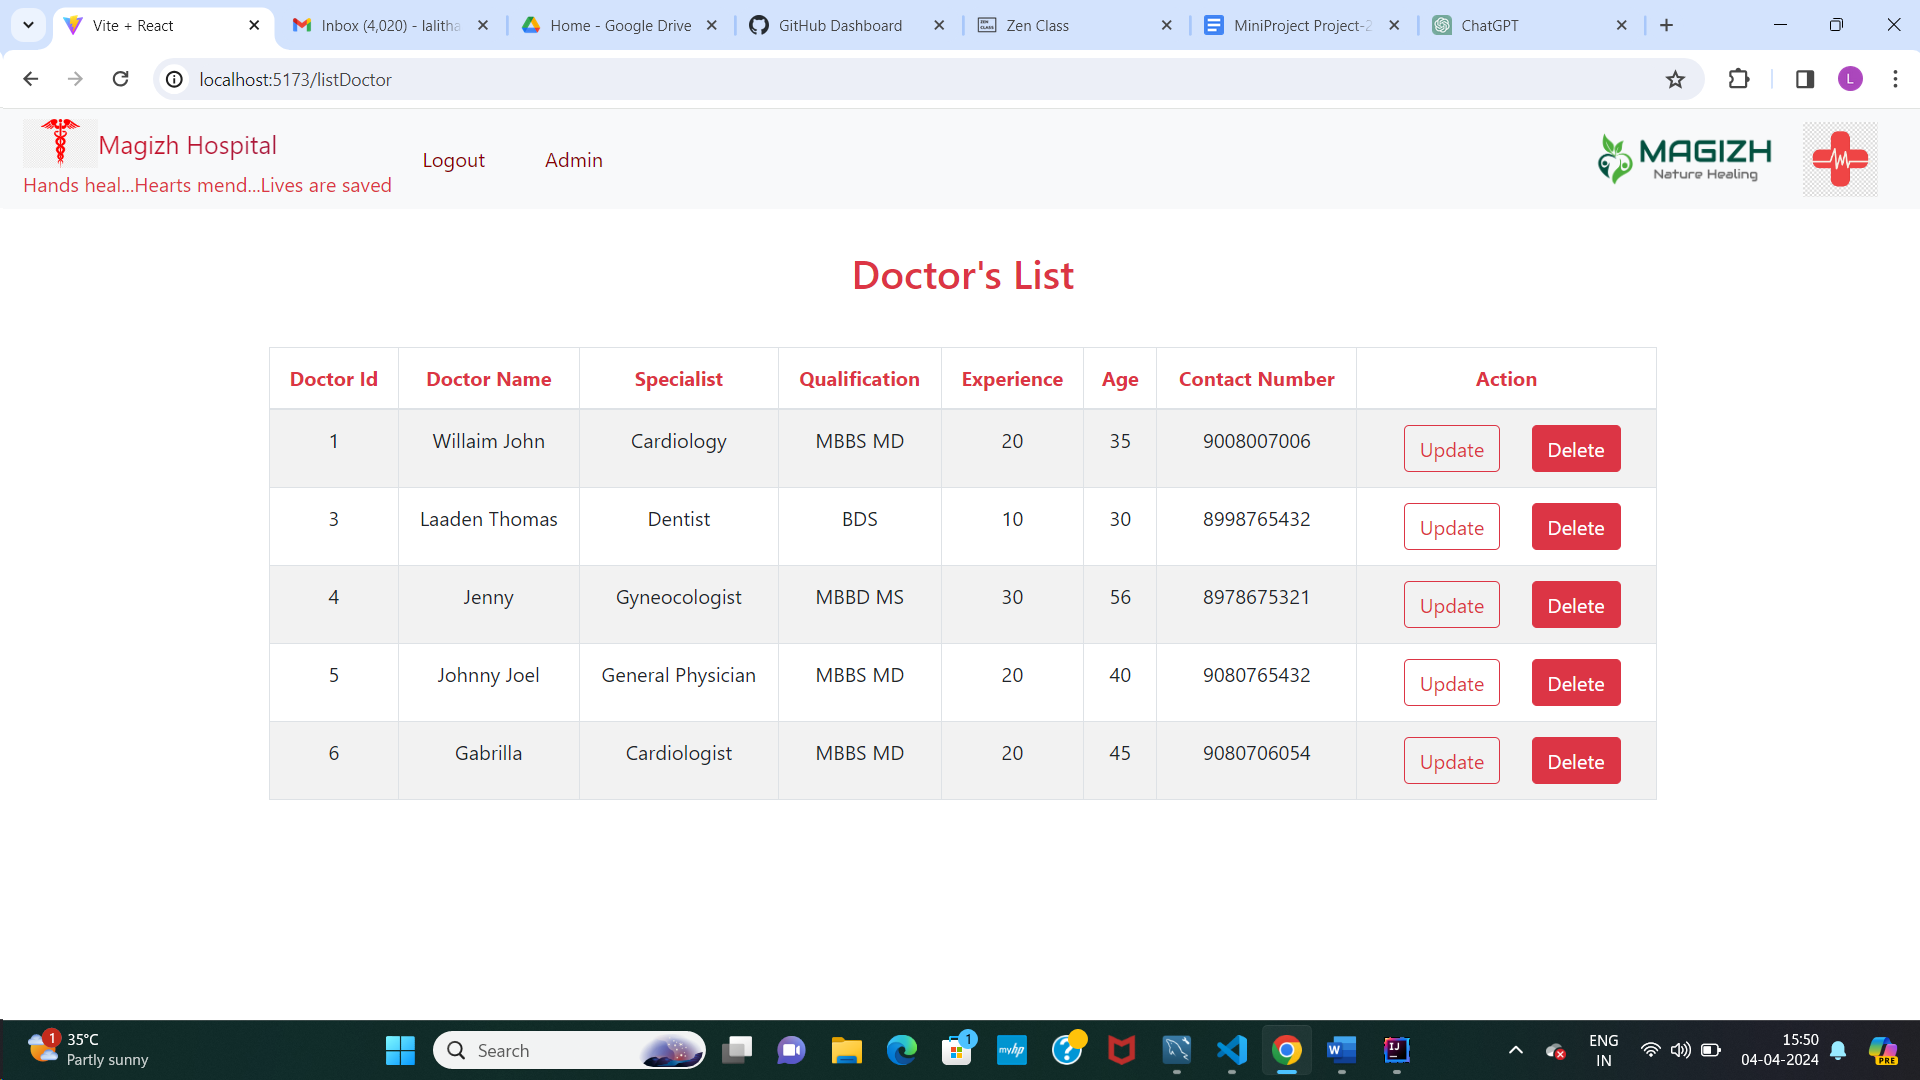 Vite + React
Inbox (4,020) - lalitha
Home - Google Drive
GitHub Dashboard
Zen Class
MiniProject Project-2
ChatGPT
localhost:5173/listDoctor
L
Magizh Hospital
Hands heal...Hearts mend...Lives are saved
Logout
Admin
MAGIZH
Nature Healing
Doctor's List
Doctor Id Doctor Name Specialist Qualification Experience Age Contact Number Action
1 Willaim John Cardiology MBBS MD 20 35 9008007006 Update Delete
3 Laaden Thomas Dentist BDS 10 30 8998765432 Update Delete
4 Jenny Gyneocologist MBBD MS 30 56 8978675321 Update Delete
5 Johnny Joel General Physician MBBS MD 20 40 9080765432 Update Delete
6 Gabrilla Cardiologist MBBS MD 20 45 9080706054 Update Delete
1
35°C
Partly sunny
Search
1
myhp
?
W
IJ
ENG
IN
15:50
04-04-2024
PRE